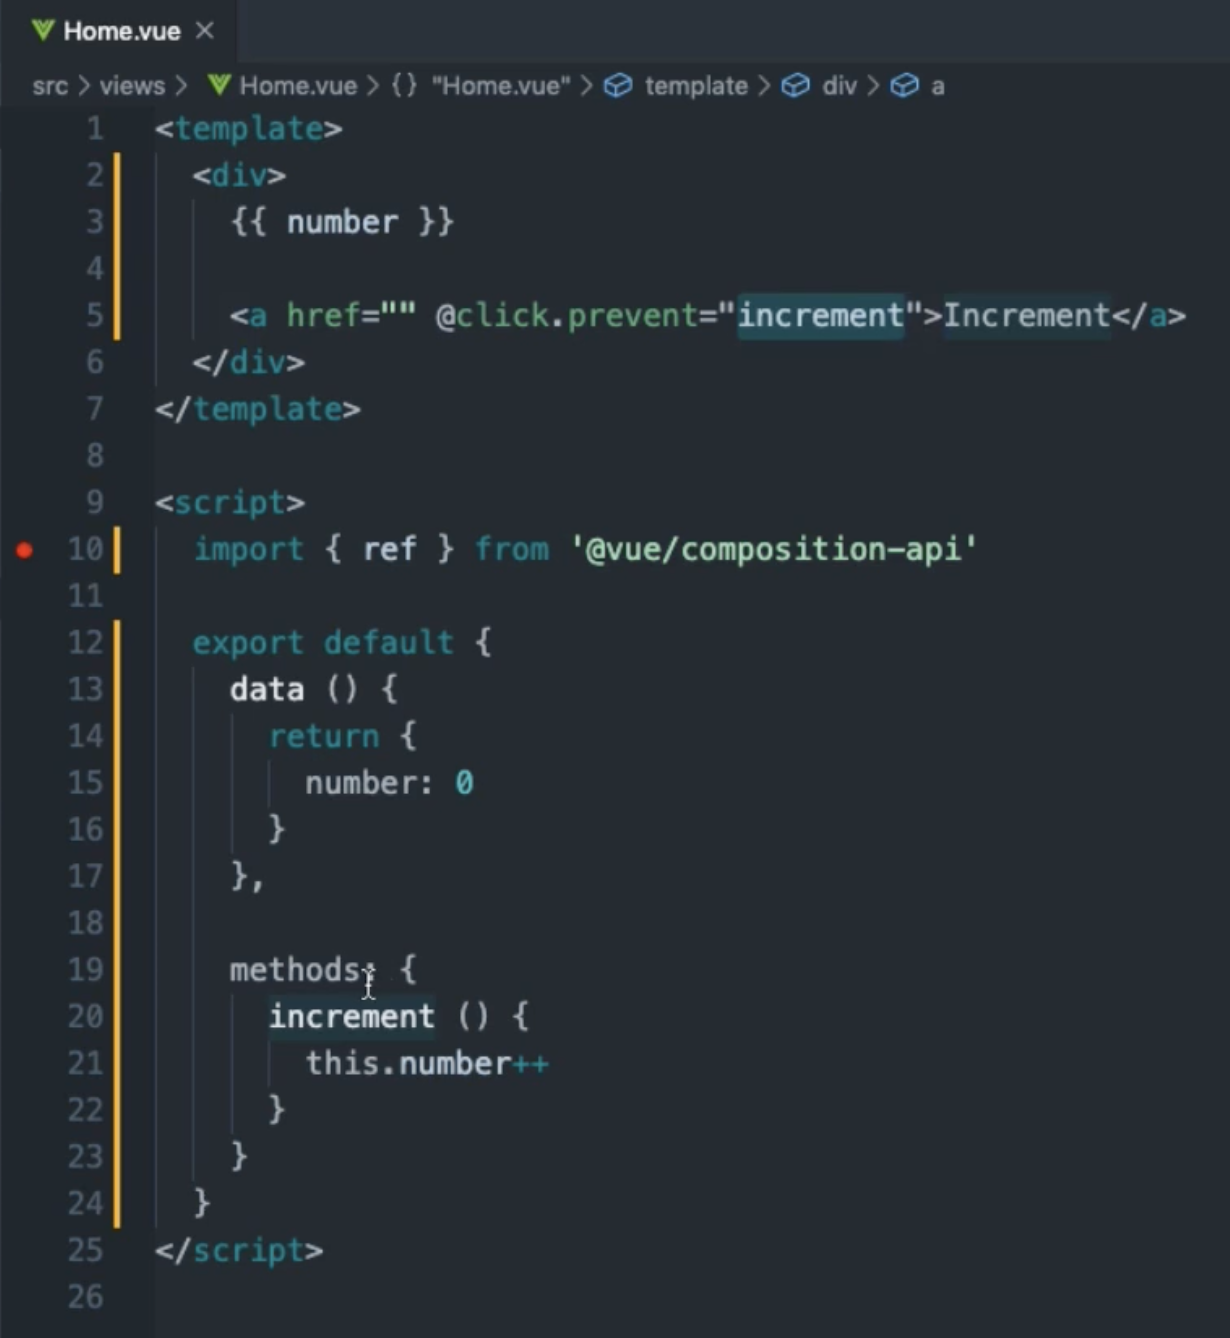 Home.vue
src > views > Home.vue > {} "Home.vue" > template > div > a
1 <template>
2 <div>
3 {{ number }}
4
5 <a href="" @click.prevent="increment">Increment</a>
6 </div>
7 </template>
8
9 <script>
10 import { ref } from '@vue/composition-api'
11
12 export default {
13 data () {
14 return {
15 number: 0
16 }
17 },
18
19 methods: {
20 increment () {
21 this.number++
22 }
23 }
24 }
25 </script>
26